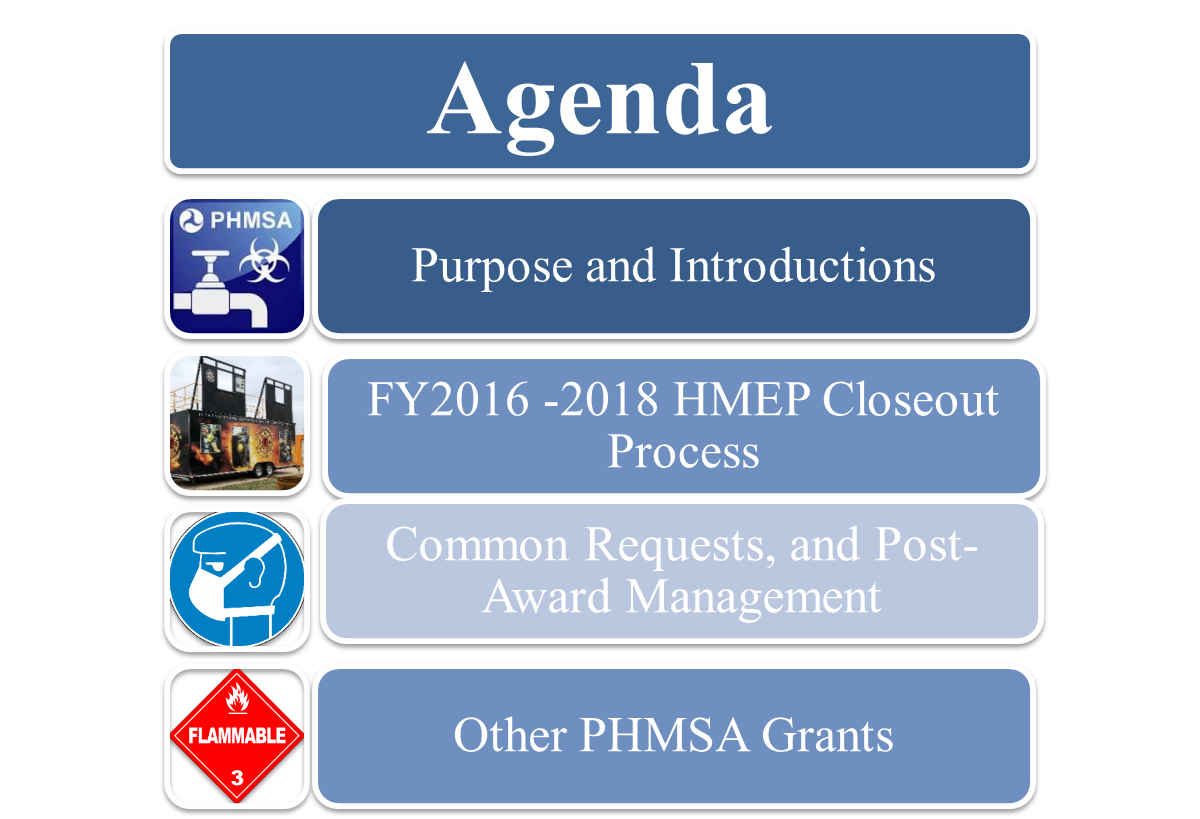 Agenda
PHMSA
Purpose and Introductions
FY2016 -2018 HMEP Closeout
Process
Common Requests, and Post-
Award Management
FLAMMABLE
3
Other PHMSA Grants